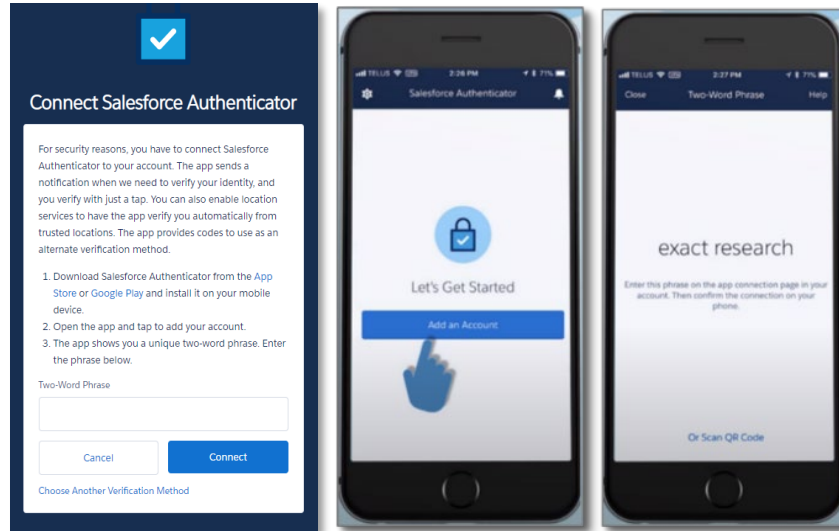 Connect Salesforce Authenticator
For security reasons, you have to connect Salesforce
Authenticator to your account. The app sends a
notification when we need to verify your identity, and
you verify with just a tap. You can also enable location
services to have the app verify you automatically from
trusted locations. The app provides codes to use as an
alternate verification method.
1. Download Salesforce Authenticator from the App
Store or Google Play and install it on your mobile
device.
2. Open the app and tap to add your account.
3. The app shows you a unique two-word phrase. Enter
the phrase below.
Two-Word Phrase
Cancel
Connect
Choose Another Verification Method
TELUS
2:26 PM
71%
Salesforce Authenticator
Let's Get Started
Add an Account
TELUS
2:27 PM
71%
Close
Two-Word Phrase
Help
exact research
Enter this phrase on the app connection page in your
account. Then confirm the connection on your
phone.
Or Scan QR Code